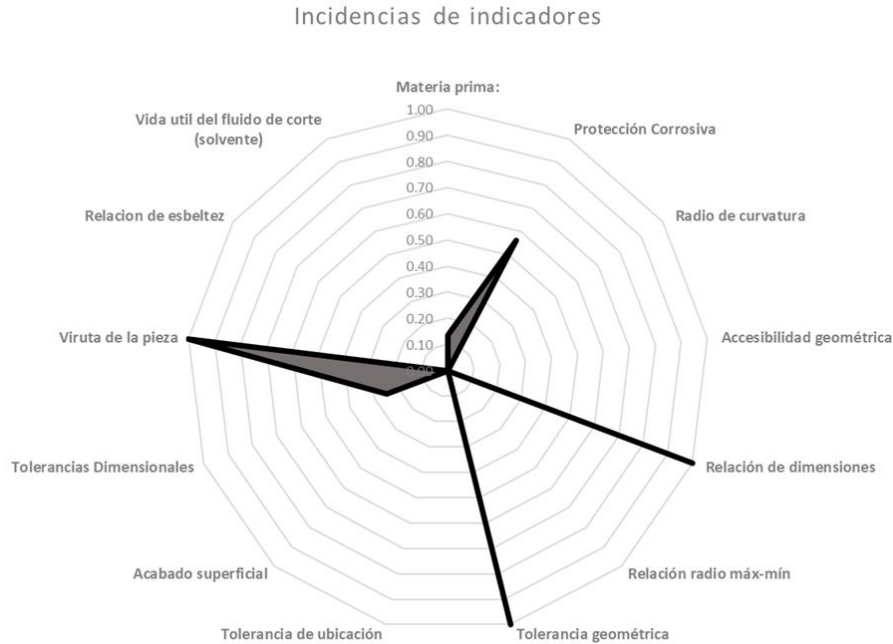 Incidencias de indicadores
Materia prima:
Vida util del fluido de corte
(solvente)
Protección Corrosiva
Relacion de esbeltez
Radio de curvatura
Viruta de la pieza
Accesibilidad geométrica
Tolerancias Dimensionales
Relación de dimensiones
Acabado superficial
Relación radio máx-mín
Tolerancia de ubicación
Tolerancia geométrica
1.00
0.90
0.80
0.70
0.60
0.50
0.40
0.30
0.20
0.10
0.00